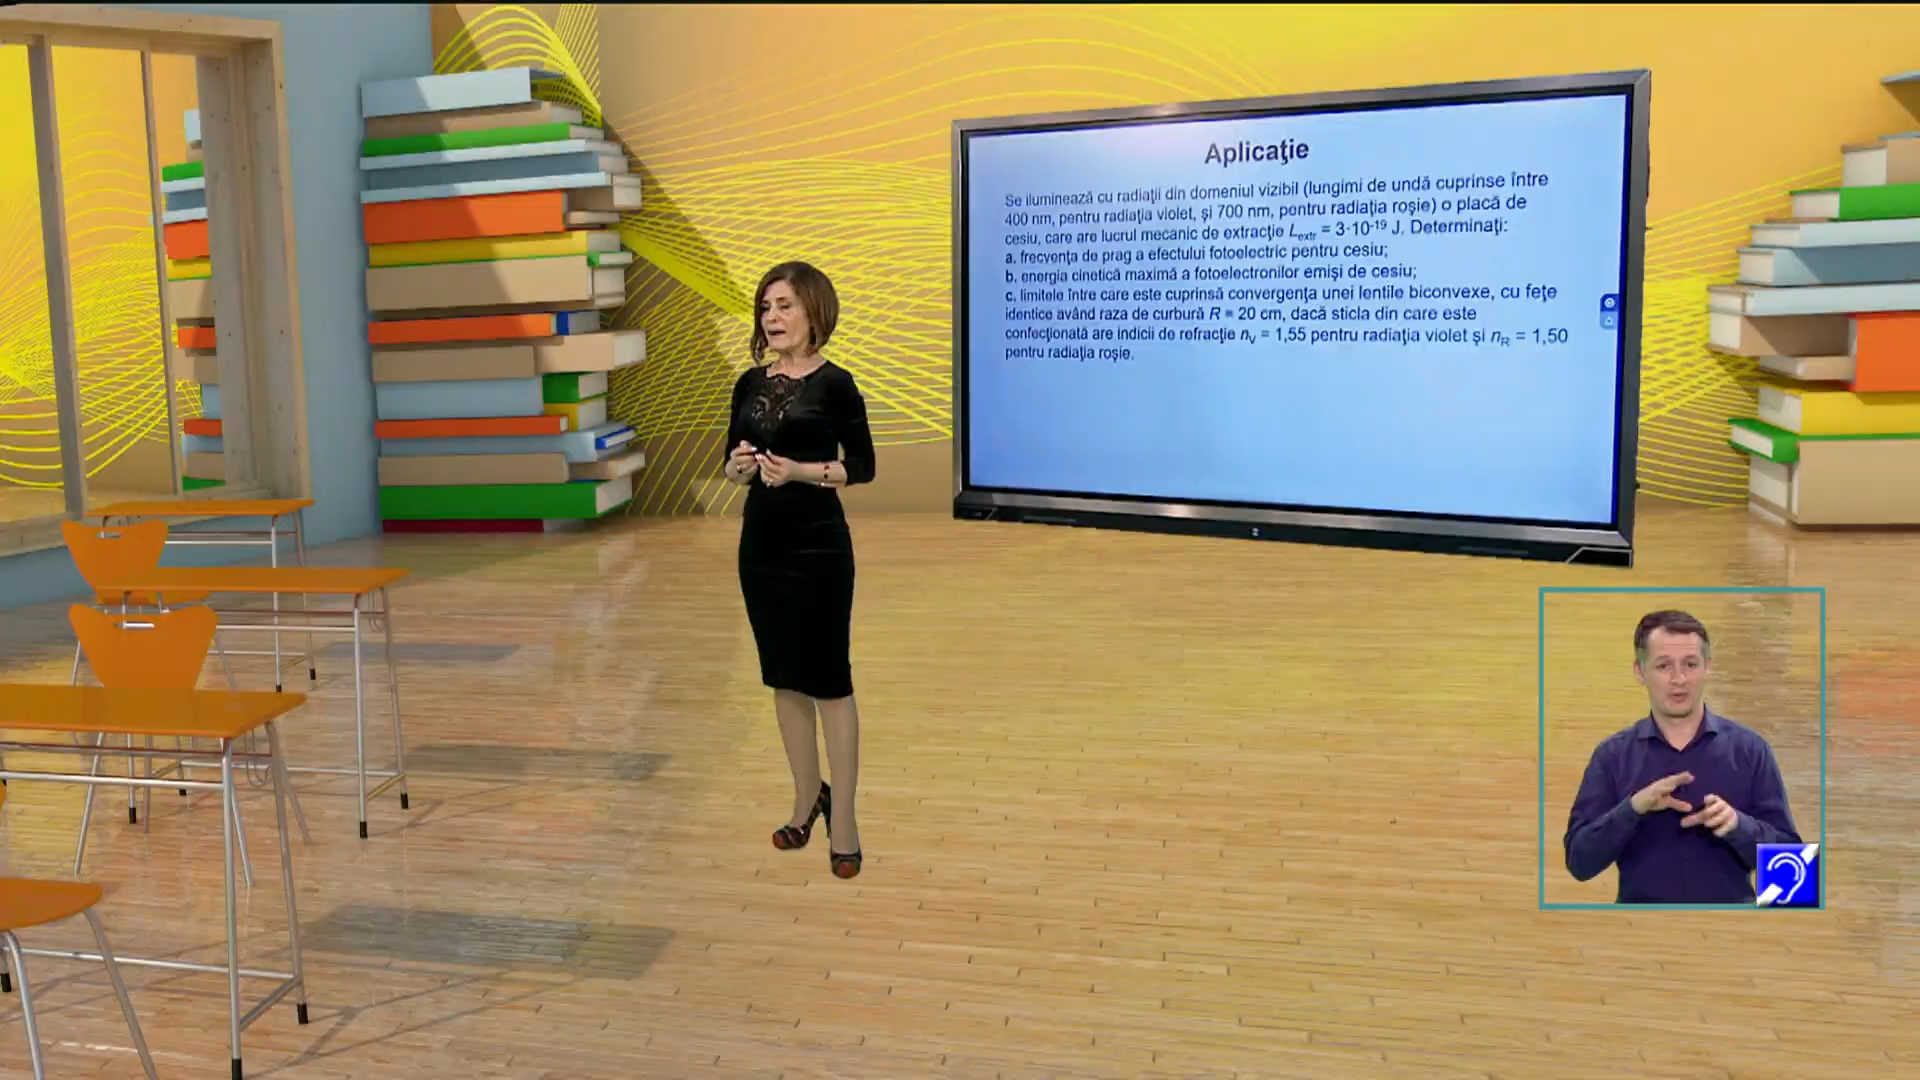 Aplicaţie
Se iluminează cu radiaţii din domeniul vizibil (lungimi de undă cuprinse între
400 nm, pentru radiaţia violet, şi 700 nm, pentru radiaţia roşie) o placă de
cesiu, care are lucrul mecanic de extracţie Lextr = 3·10⁻¹⁹ J. Determinaţi:
a. frecvenţa de prag a efectului fotoelectric pentru cesiu;
b. energia cinetică maximă a fotoelectronilor emişi de cesiu;
c. limitele între care este cuprinsă convergenţa unei lentile biconvexe, cu feţe
identice având raza de curbură R = 20 cm, dacă sticla din care este
confecţionată are indicii de refracţie nV = 1,55 pentru radiaţia violet şi nR = 1,50
pentru radiaţia roşie.